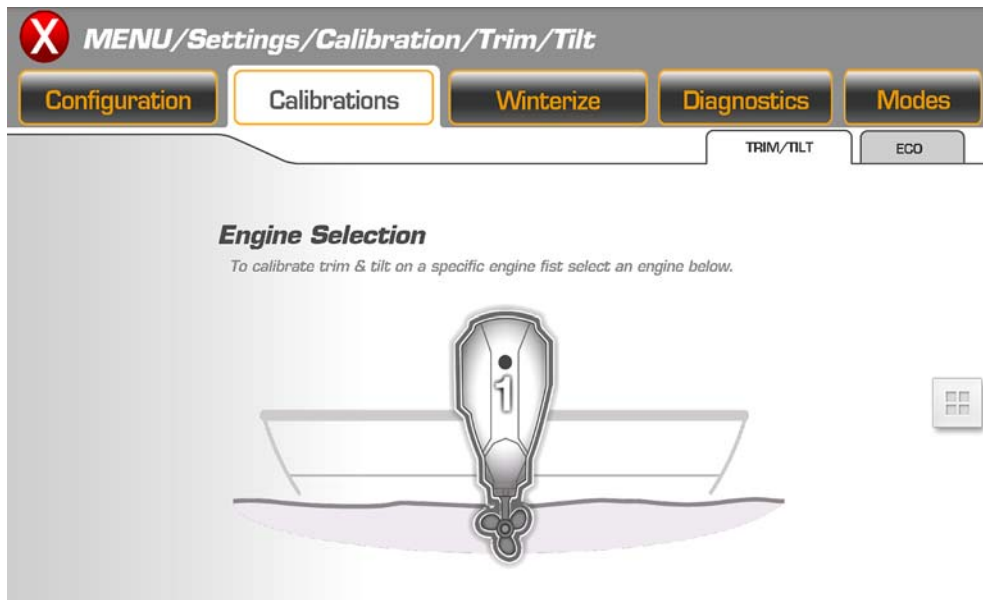 X MENU/Settings/Calibration/Trim/Tilt
Configuration Calibrations Winterize Diagnostics Modes
TRIM/TILT ECO
Engine Selection
To calibrate trim & tilt on a specific engine fist select an engine below.
1